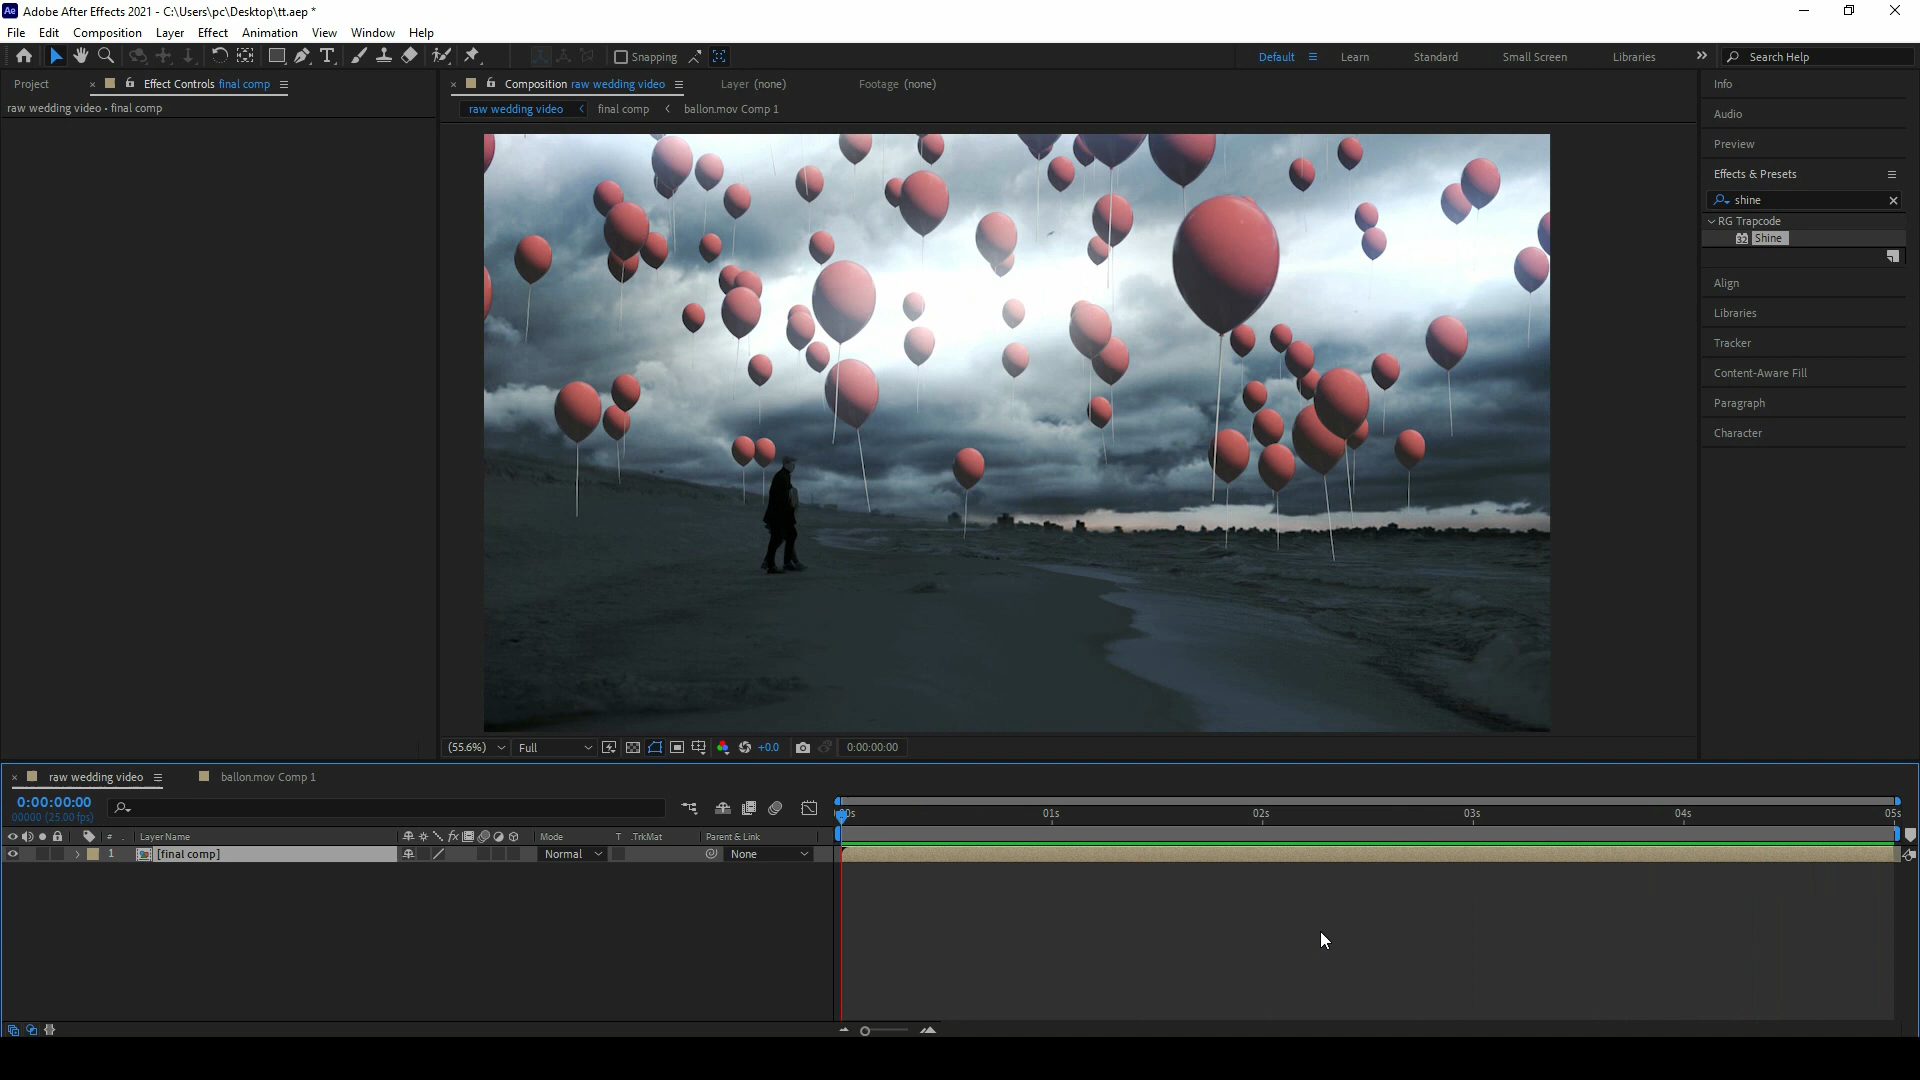 Ae Adobe After Effects 2021 - C:\Users\pc\Desktop\tt.aep *
File Edit Composition Layer Effect Animation View Window Help
Snapping Default Learn Standard Small Screen Libraries Search Help
Project Effect Controls final comp
raw wedding video • final comp
Composition raw wedding video Layer (none) Footage (none)
raw wedding video final comp ballon.mov Comp 1
Info
Audio
Preview
Effects & Presets
shine
RG Trapcode
32 Shine
Align
Libraries
Tracker
Content-Aware Fill
Paragraph
Character
(55.6%) Full +0.0 0:00:00:00
raw wedding video ballon.mov Comp 1
0:00:00:00
00000 (25.00 fps)
01s 02s 03s 04s 05s
# Layer Name fx Mode T .TrkMat Parent & Link
1 [final comp] Normal None